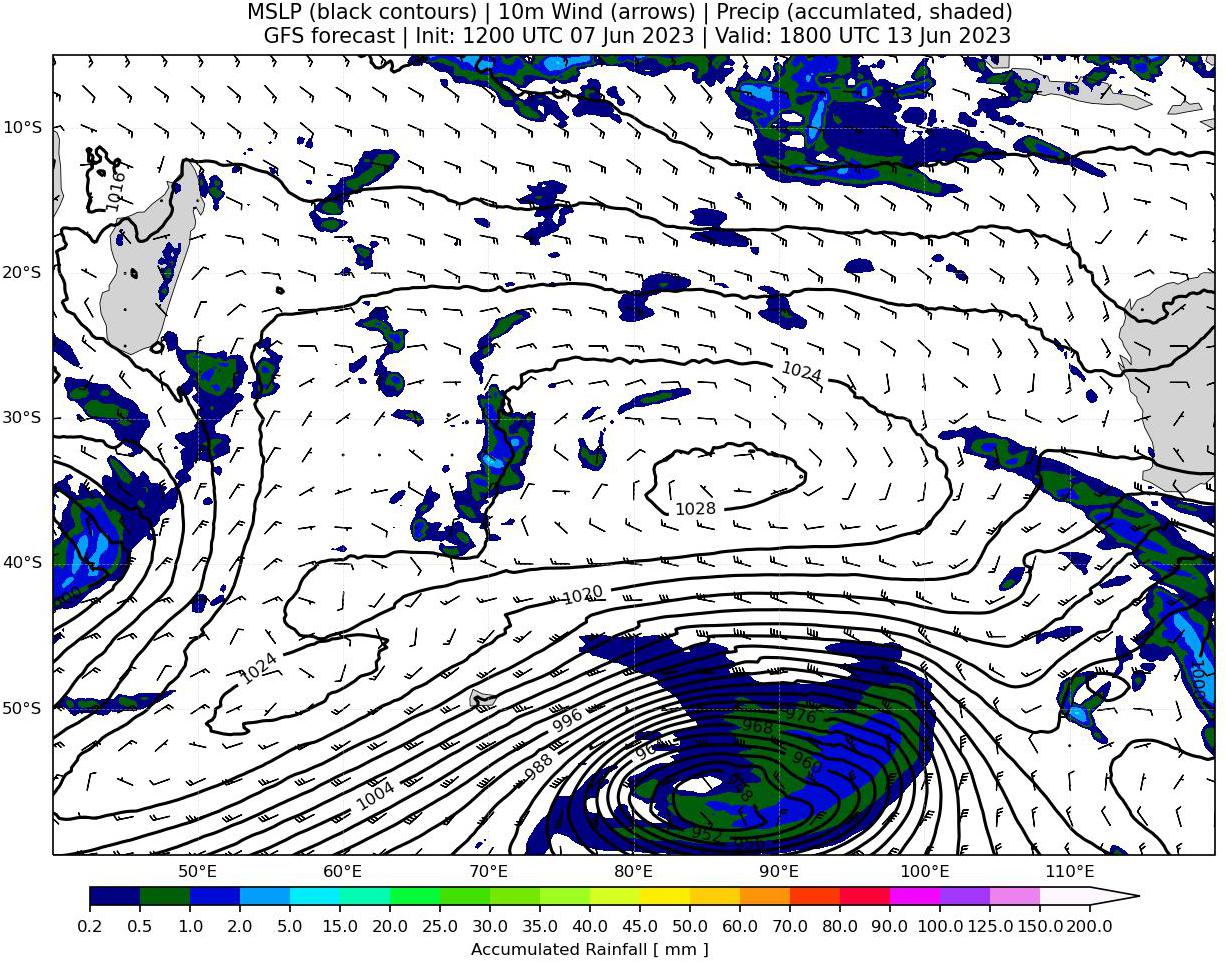 MSLP (black contours) | 10m Wind (arrows) | Precip (accumlated, shaded)
GFS forecast | Init: 1200 UTC 07 Jun 2023 | Valid: 1800 UTC 13 Jun 2023
10°S
1016
20°S
1024
30°S
1028
40°S
1020
1024
50°S
996
976
968
960
988
1004
952
50°E 60°E 70°E 80°E 90°E 100°E 110°E
0.2 0.5 1.0 2.0 5.0 10.0 15.0 20.0 25.0 30.0 35.0 40.0 45.0 50.0 60.0 70.0 80.0 90.0 100.0 125.0 150.0 200.0
Accumulated Rainfall [ mm ]